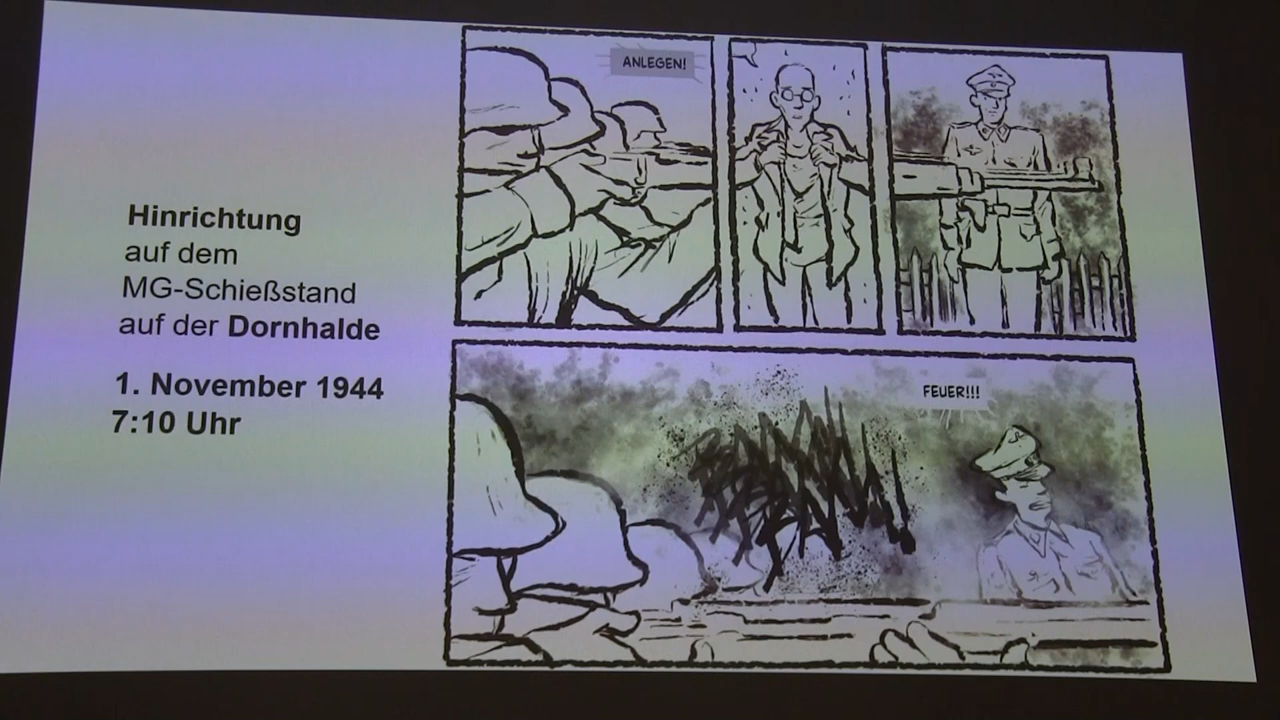 Hinrichtung
auf dem
MG-Schießstand
auf der Dornhalde
1. November 1944
7:10 Uhr
ANLEGEN!
FEUER!!!